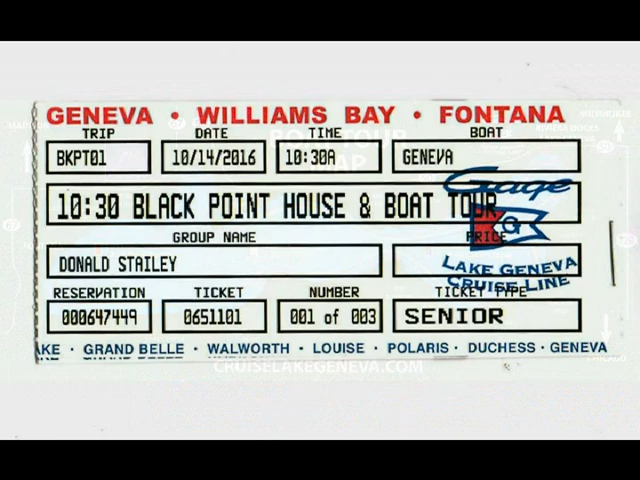 GENEVA • WILLIAMS BAY • FONTANA
TRIP DATE TIME BOAT
BKPT01 10/14/2016 10:30A GENEVA
Gage
10:30 BLACK POINT HOUSE & BOAT TOUR
G
GROUP NAME PRICE
DONALD STAILEY
LAKE GENEVA
CRUISE LINE
RESERVATION TICKET NUMBER TICKET TYPE
000647449 0651101 001 of 003 SENIOR
KE • GRAND BELLE • WALWORTH • LOUISE • POLARIS • DUCHESS • GENEVA
CRUISELAKEGENEVA.COM